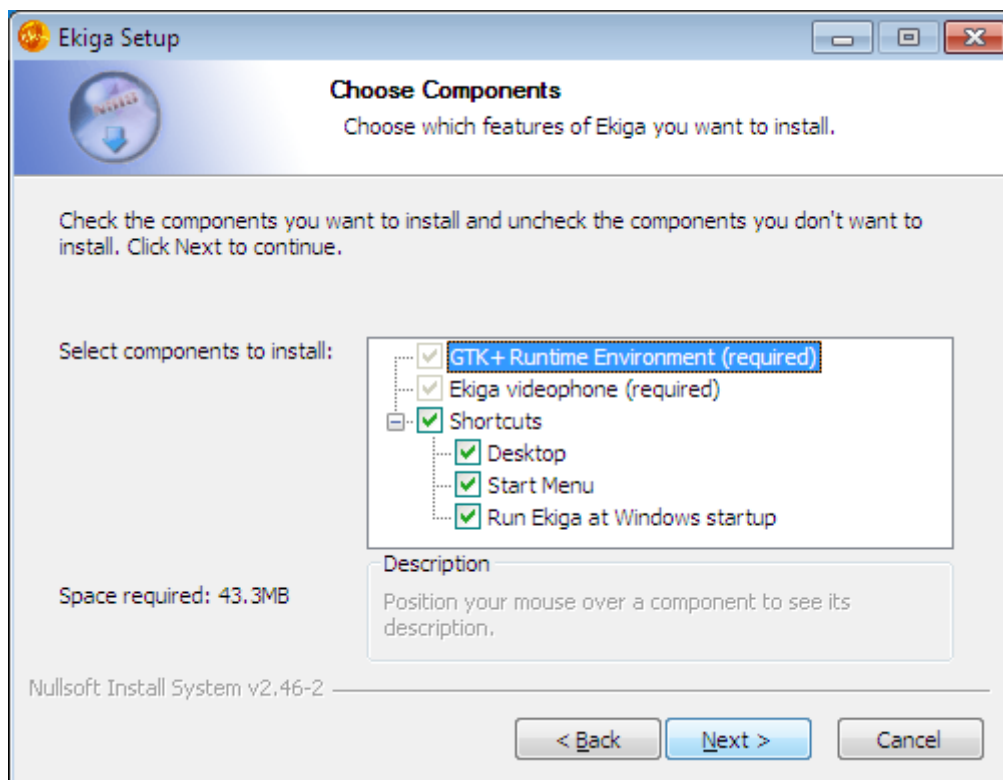 Ekiga Setup
Choose Components
Choose which features of Ekiga you want to install.
Check the components you want to install and uncheck the components you don't want to
install. Click Next to continue.
Select components to install:
GTK+ Runtime Environment (required)
Ekiga videophone (required)
Shortcuts
Desktop
Start Menu
Run Ekiga at Windows startup
Space required: 43.3MB
Description
Position your mouse over a component to see its
description.
Nullsoft Install System v2.46-2
< Back
Next >
Cancel